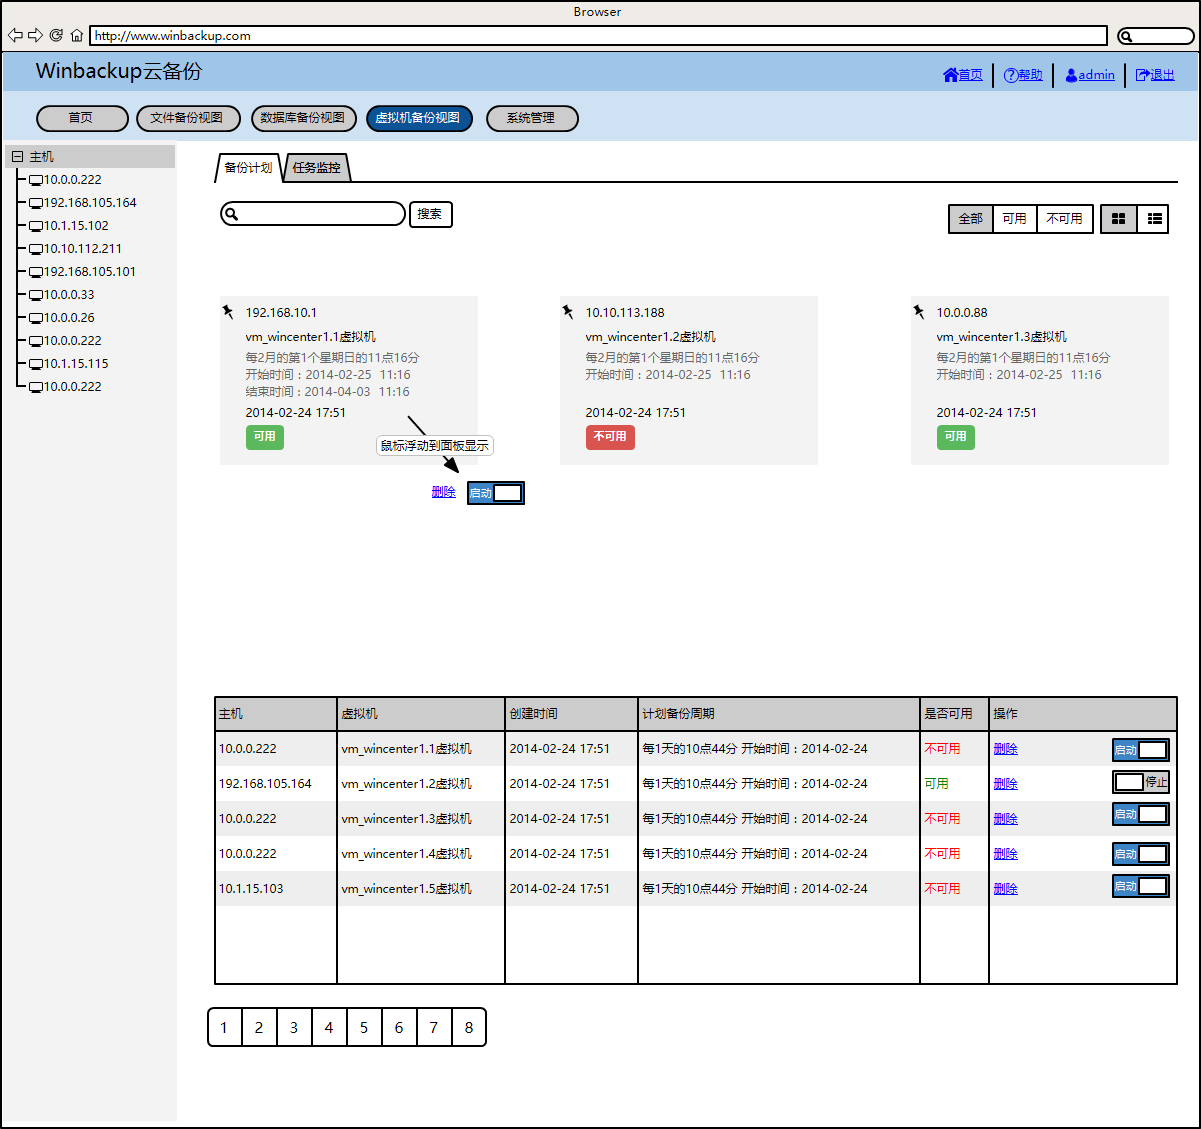 Browser
http://www.winbackup.com
Winbackup云备份
首页 帮助 admin 退出
首页 文件备份视图 数据库备份视图 虚拟机备份视图 系统管理
主机
10.0.0.222
192.168.105.164
10.1.15.102
10.10.112.211
192.168.105.101
10.0.0.33
10.0.0.26
10.0.0.222
10.1.15.115
10.0.0.222
备份计划 任务监控
搜索
全部 可用 不可用
192.168.10.1
vm_wincenter1.1虚拟机
每2月的第1个星期日的11点16分
开始时间：2014-02-25 11:16
结束时间：2014-04-03 11:16
2014-02-24 17:51
可用
鼠标浮动到面板显示
删除 启动
10.10.113.188
vm_wincenter1.2虚拟机
每2月的第1个星期日的11点16分
开始时间：2014-02-25 11:16
2014-02-24 17:51
不可用
10.0.0.88
vm_wincenter1.3虚拟机
每2月的第1个星期日的11点16分
开始时间：2014-02-25 11:16
2014-02-24 17:51
可用
主机 虚拟机 创建时间 计划备份周期 是否可用 操作
10.0.0.222 vm_wincenter1.1虚拟机 2014-02-24 17:51 每1天的10点44分 开始时间：2014-02-24 不可用 删除 启动
192.168.105.164 vm_wincenter1.2虚拟机 2014-02-24 17:51 每1天的10点44分 开始时间：2014-02-24 可用 删除 停止
10.0.0.222 vm_wincenter1.3虚拟机 2014-02-24 17:51 每1天的10点44分 开始时间：2014-02-24 不可用 删除 启动
10.0.0.222 vm_wincenter1.4虚拟机 2014-02-24 17:51 每1天的10点44分 开始时间：2014-02-24 不可用 删除 启动
10.1.15.103 vm_wincenter1.5虚拟机 2014-02-24 17:51 每1天的10点44分 开始时间：2014-02-24 不可用 删除 启动
1 2 3 4 5 6 7 8